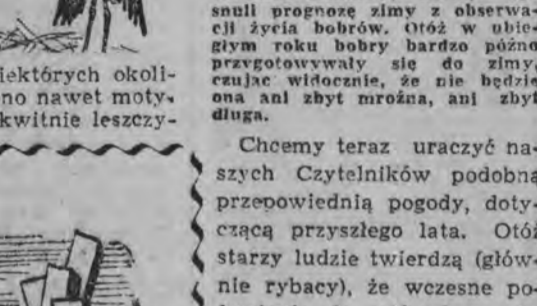 iektórych okoli-
no nawet moty-
kwitnie leszczy-
snuli prognozę zimy z obserwa-
cji życia bobrów. Otóż w ubie-
głym roku bobry bardzo późno
przygotowywały się do zimy,
czując widocznie, że nie będzie
ona ani zbyt mroźna, ani zbyt
długa.
Chcemy teraz uraczyć na-
szych Czytelników podobną
przepowiednią pogody, doty-
czącą przyszłego lata. Otóż
starzy ludzie twierdzą (głów-
nie rybacy), że wczesne po-